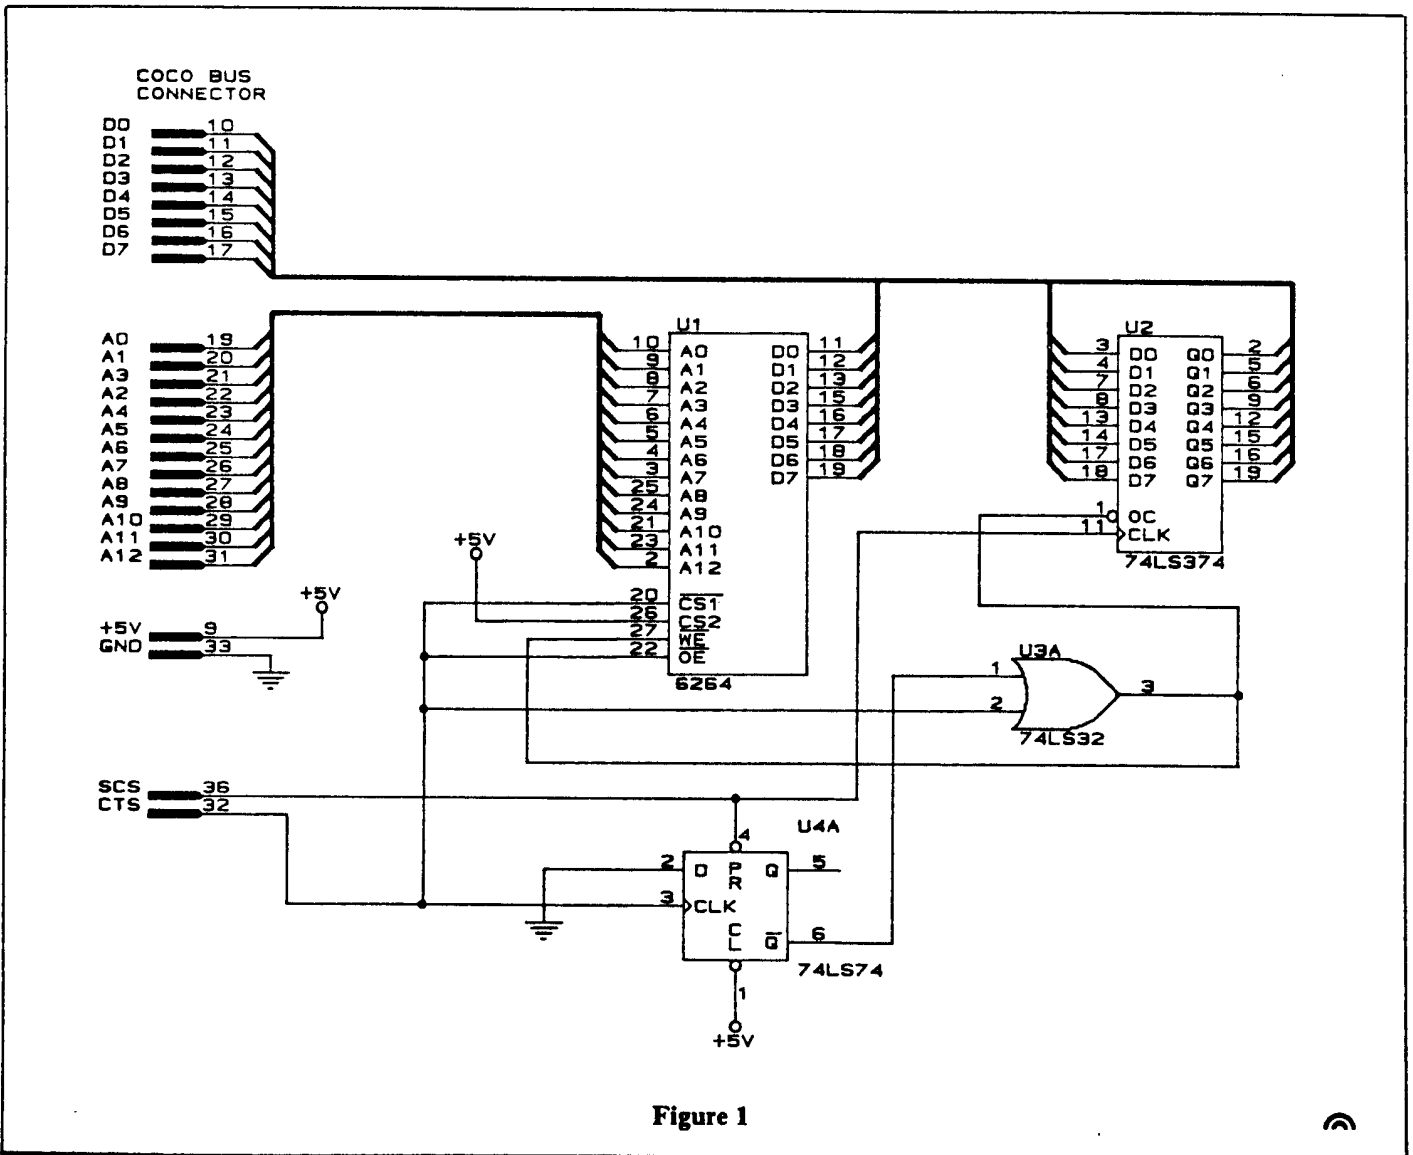 COCO BUS
CONNECTOR
D0 10
D1 11
D2 12
D3 13
D4 14
D5 15
D6 16
D7 17
A0 19
A1 20
A3 21
A2 22
A4 23
A5 24
A6 25
A7 26
A8 27
A9 28
A10 29
A11 30
A12 31
+5V
+5V 9
GND 33
SCS 36
CTS 32
+5V
U1
10 A0 D0 11
9 A1 D1 12
8 A2 D2 13
7 A3 D3 15
6 A4 D4 16
5 A5 D5 17
4 A6 D6 18
3 A7 D7 19
25 A8
24 A9
21 A10
23 A11
2 A12
20 CS1
26 CS2
27 WE
22 OE
6264
U2
3 D0 Q0 2
4 D1 Q1 5
7 D2 Q2 6
8 D3 Q3 9
13 D4 Q4 12
14 D5 Q5 15
17 D6 Q6 16
18 D7 Q7 19
1 OC
11 CLK
74LS374
U3A
1
2
3
74LS32
U4A
4
2 D PR Q 5
3 CLK
CL Q 6
74LS74
1
+5V
Figure 1